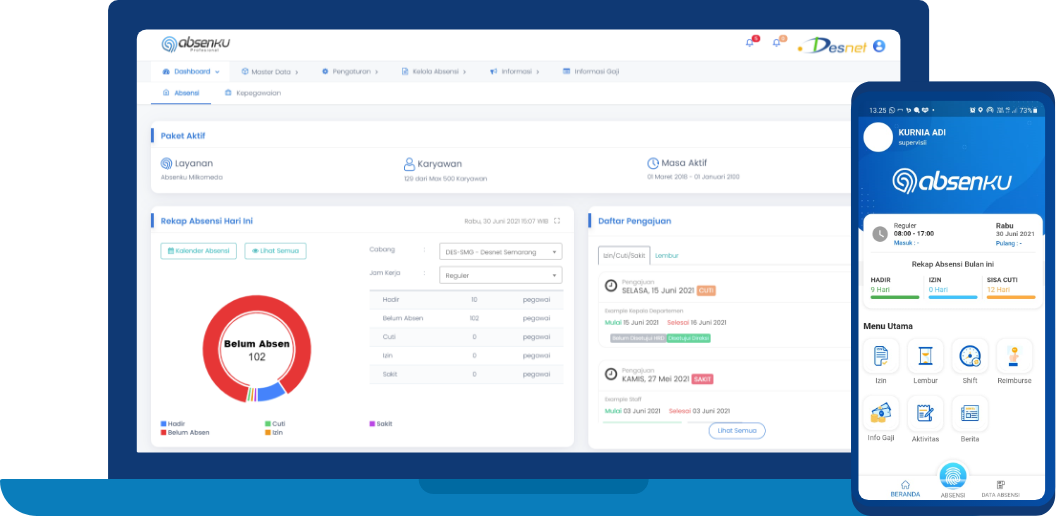 absenku
Profesional
Desnet
Dashboard
Master Data
Pengaturan
Kelola Absensi
Informasi
Informasi Gaji
Absensi
Kepegawaian
Paket Aktif
Layanan
Absenku Milkomeda
Karyawan
129 dari Max 500 Karyawan
Masa Aktif
01 Maret 2018 - 01 Januari 2100
Rekap Absensi Hari Ini
Rabu, 30 Juni 2021 15:07 WIB
Kalender Absensi
Lihat Semua
Cabang :
DES-SMG - Desnet Semarang
Jam Kerja :
Reguler
Hadir 10 pegawai
Belum Absen 102 pegawai
Cuti 0 pegawai
Izin 0 pegawai
Sakit 0 pegawai
Belum Absen
102
Hadir
Cuti
Sakit
Belum Absen
Izin
Daftar Pengajuan
Izin/Cuti/Sakit
Lembur
Pengajuan
SELASA, 15 Juni 2021 CUTI
Example Kepala Departemen
Mulai 15 Juni 2021 Selesai 16 Juni 2021
Belum Disetujui HRD Disetujui Direksi
Pengajuan
KAMIS, 27 Mei 2021 SAKIT
Example Staff
Mulai 03 Juni 2021 Selesai 03 Juni 2021
Lihat Semua
13.25
73%
KURNIA ADI
supervisii
absenku
Reguler
08:00 - 17:00
Masuk : -
Rabu
30 Juni 2021
Pulang : -
Rekap Absensi Bulan ini
HADIR
9 Hari
IZIN
0 Hari
SISA CUTI
12 Hari
Menu Utama
Izin
Lembur
Shift
Reimburse
Info Gaji
Aktivitas
Berita
BERANDA
ABSENSI
DATA ABSENSI